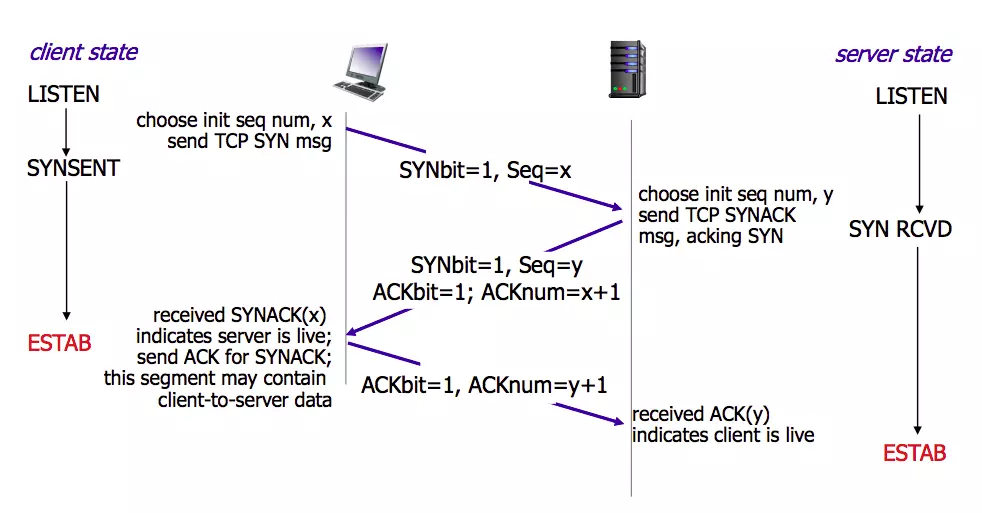 client state
server state
LISTEN
LISTEN
choose init seq num, x
send TCP SYN msg
SYNSENT
SYNbit=1, Seq=x
choose init seq num, y
send TCP SYNACK
msg, acking SYN
SYN RCVD
SYNbit=1, Seq=y
ACKbit=1; ACKnum=x+1
received SYNACK(x)
indicates server is live;
send ACK for SYNACK;
this segment may contain
client-to-server data
ESTAB
ACKbit=1, ACKnum=y+1
received ACK(y)
indicates client is live
ESTAB